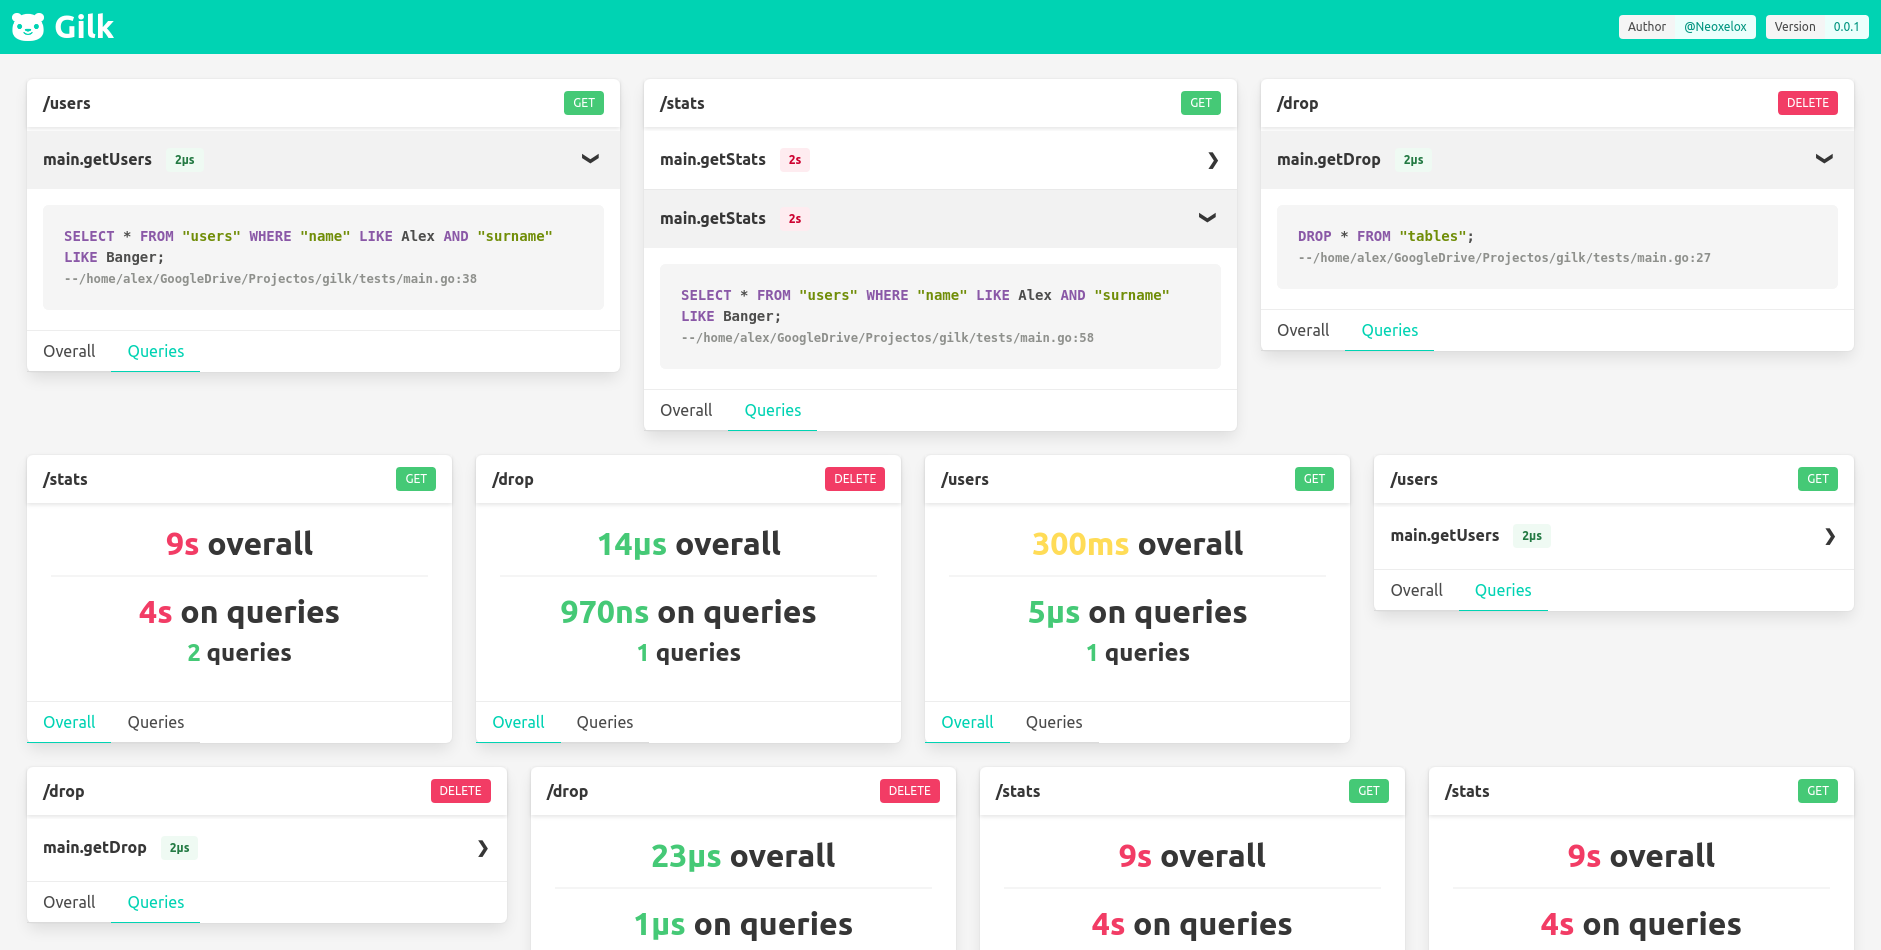 Gilk
Author @Neoxelox Version 0.0.1
/users GET
main.getUsers 2µs
SELECT * FROM "users" WHERE "name" LIKE Alex AND "surname"
LIKE Banger;
--/home/alex/GoogleDrive/Projectos/gilk/tests/main.go:38
Overall Queries
/stats GET
main.getStats 2s
main.getStats 2s
SELECT * FROM "users" WHERE "name" LIKE Alex AND "surname"
LIKE Banger;
--/home/alex/GoogleDrive/Projectos/gilk/tests/main.go:58
Overall Queries
/drop DELETE
main.getDrop 2µs
DROP * FROM "tables";
--/home/alex/GoogleDrive/Projectos/gilk/tests/main.go:27
Overall Queries
/stats GET
9s overall
4s on queries
2 queries
Overall Queries
/drop DELETE
14µs overall
970ns on queries
1 queries
Overall Queries
/users GET
300ms overall
5µs on queries
1 queries
Overall Queries
/users GET
main.getUsers 2µs
Overall Queries
/drop DELETE
main.getDrop 2µs
Overall Queries
/drop DELETE
23µs overall
1µs on queries
/stats GET
9s overall
4s on queries
/stats GET
9s overall
4s on queries